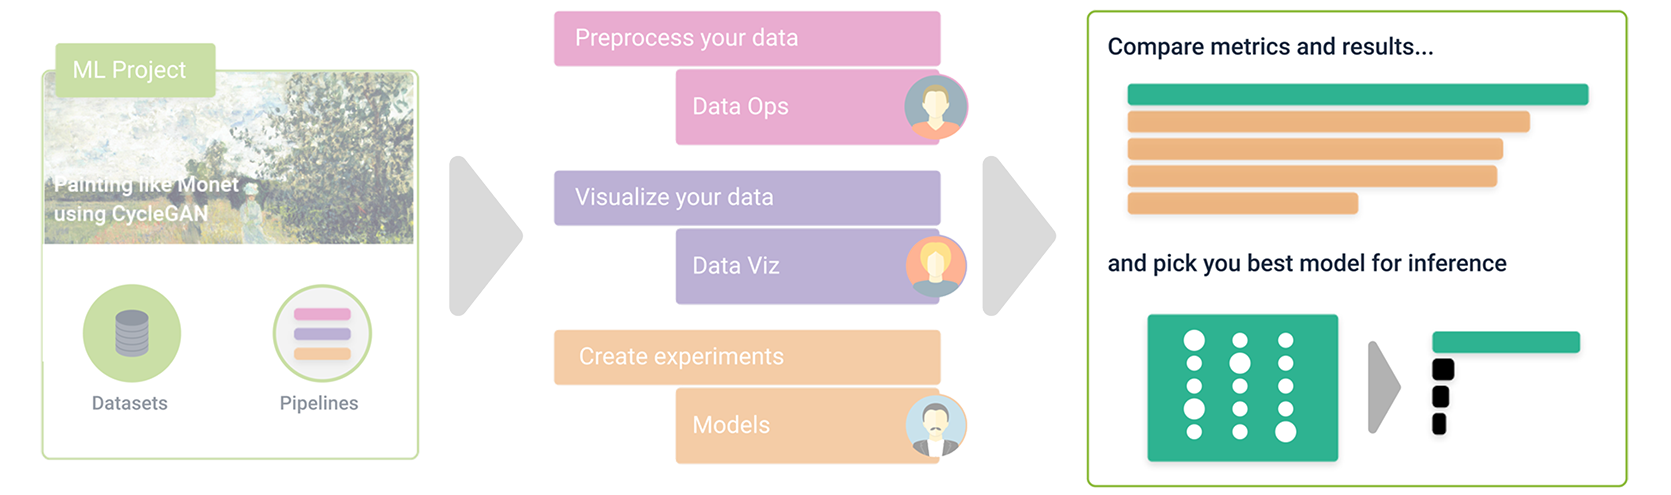 ML Project
Painting like Monet
using CycleGAN
Datasets
Pipelines
Preprocess your data
Data Ops
Visualize your data
Data Viz
Create experiments
Models
Compare metrics and results...
and pick you best model for inference